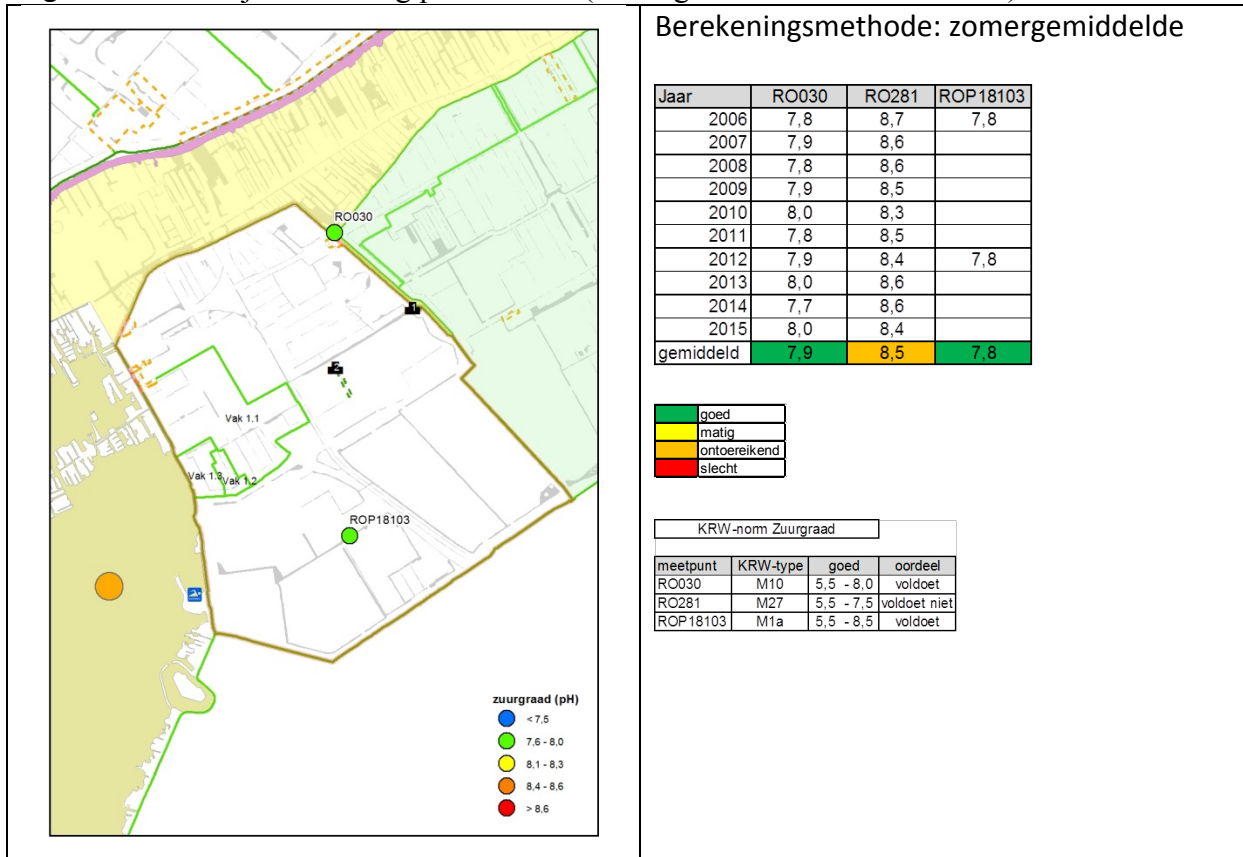 Berekeningsmethode: zomergemiddelde
RO030
1
2
Vak 1.1
Vak 1.3
Vak 1.2
ROP18103
zuurgraad (pH)
< 7,5
7,6 - 8,0
8,1 - 8,3
8,4 - 8,6
> 8,6
Jaar RO030 RO281 ROP18103
2006 7,8 8,7 7,8
2007 7,9 8,6
2008 7,8 8,6
2009 7,9 8,5
2010 8,0 8,3
2011 7,8 8,5
2012 7,9 8,4 7,8
2013 8,0 8,6
2014 7,7 8,6
2015 8,0 8,4
gemiddeld 7,9 8,5 7,8
goed
matig
ontoereikend
slecht
KRW-norm Zuurgraad
meetpunt KRW-type goed oordeel
RO030 M10 5,5 - 8,0 voldoet
RO281 M27 5,5 - 7,5 voldoet niet
ROP18103 M1a 5,5 - 8,5 voldoet